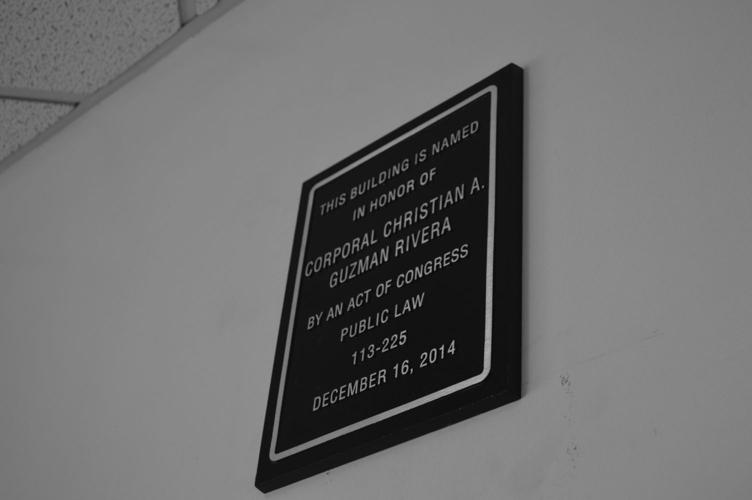 THIS BUILDING IS NAMED
IN HONOR OF
CORPORAL CHRISTIAN A.
GUZMAN RIVERA
BY AN ACT OF CONGRESS
PUBLIC LAW
113-225
DECEMBER 16, 2014